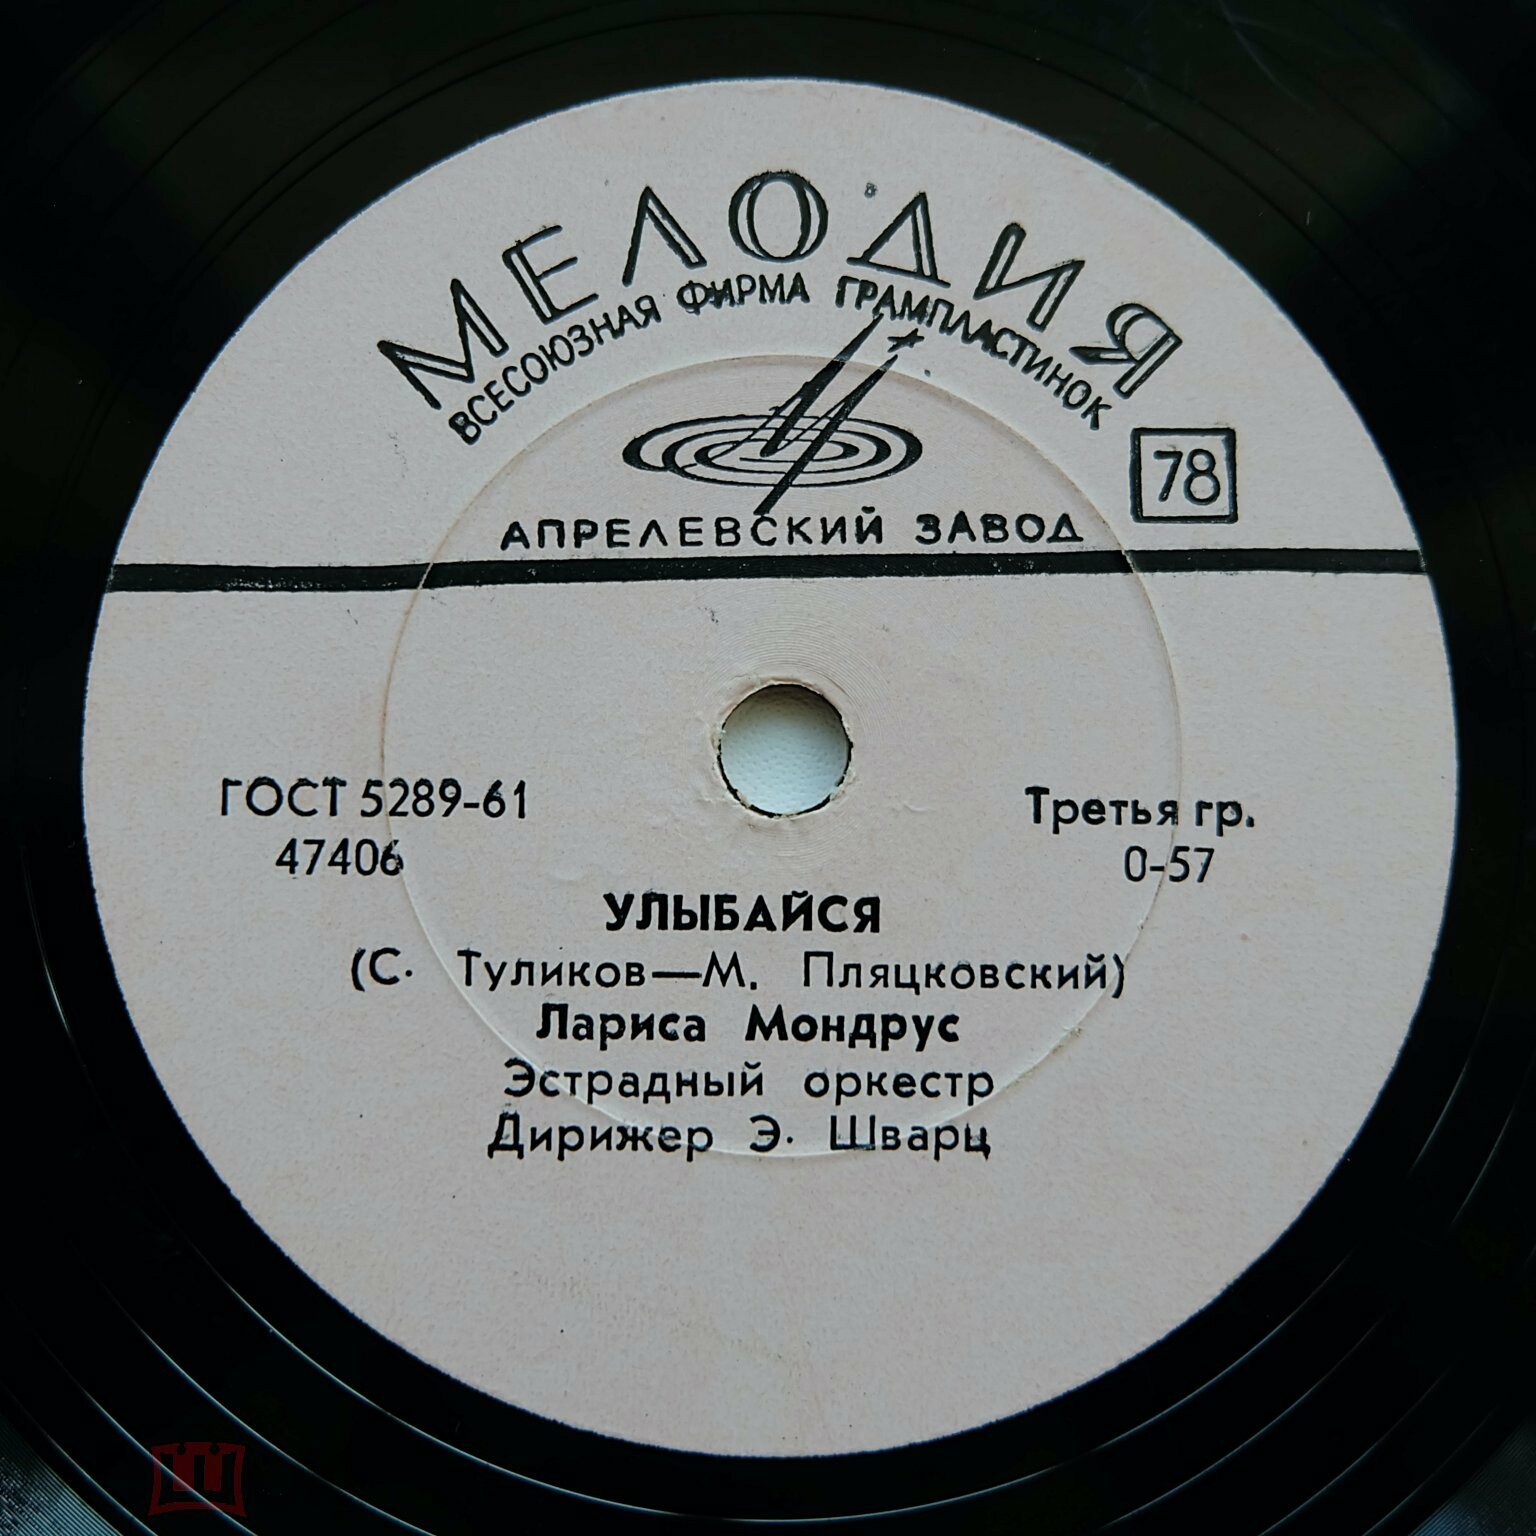 МЕЛОДИЯ
ВСЕСОЮЗНАЯ ФИРМА ГРАМПЛАСТИНОК
78
АПРЕЛЕВСКИЙ ЗАВОД
ГОСТ 5289-61
47406
Третья гр.
0-57
УЛЫБАЙСЯ
(С. Туликов—М. Пляцковский)
Лариса Мондрус
Эстрадный оркестр
Дирижер Э. Шварц